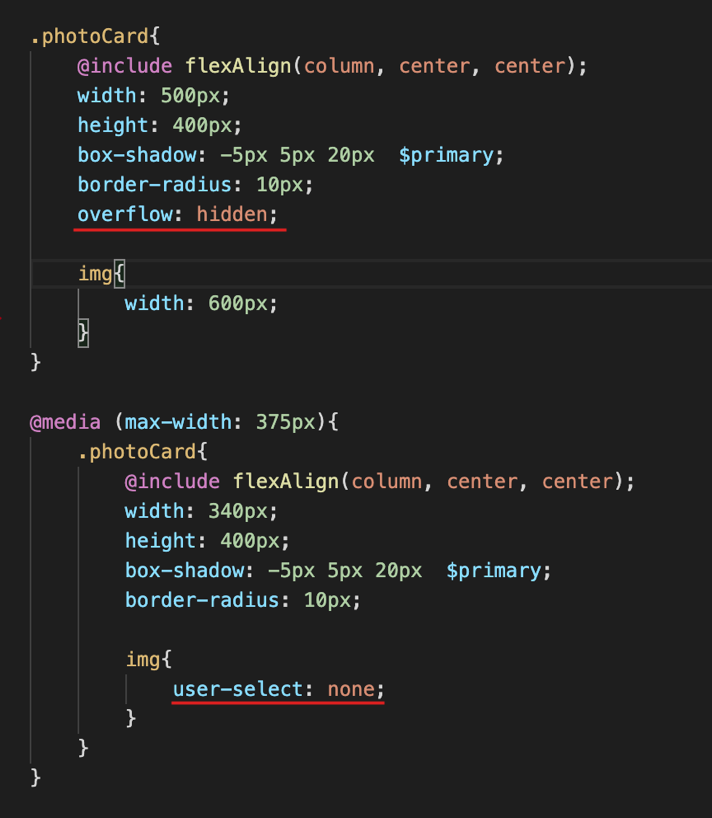 .photoCard{
@include flexAlign(column, center, center);
width: 500px;
height: 400px;
box-shadow: -5px 5px 20px  $primary;
border-radius: 10px;
overflow: hidden;
img{
width: 600px;
}
}
@media (max-width: 375px){
.photoCard{
@include flexAlign(column, center, center);
width: 340px;
height: 400px;
box-shadow: -5px 5px 20px  $primary;
border-radius: 10px;
img{
user-select: none;
}
}
}